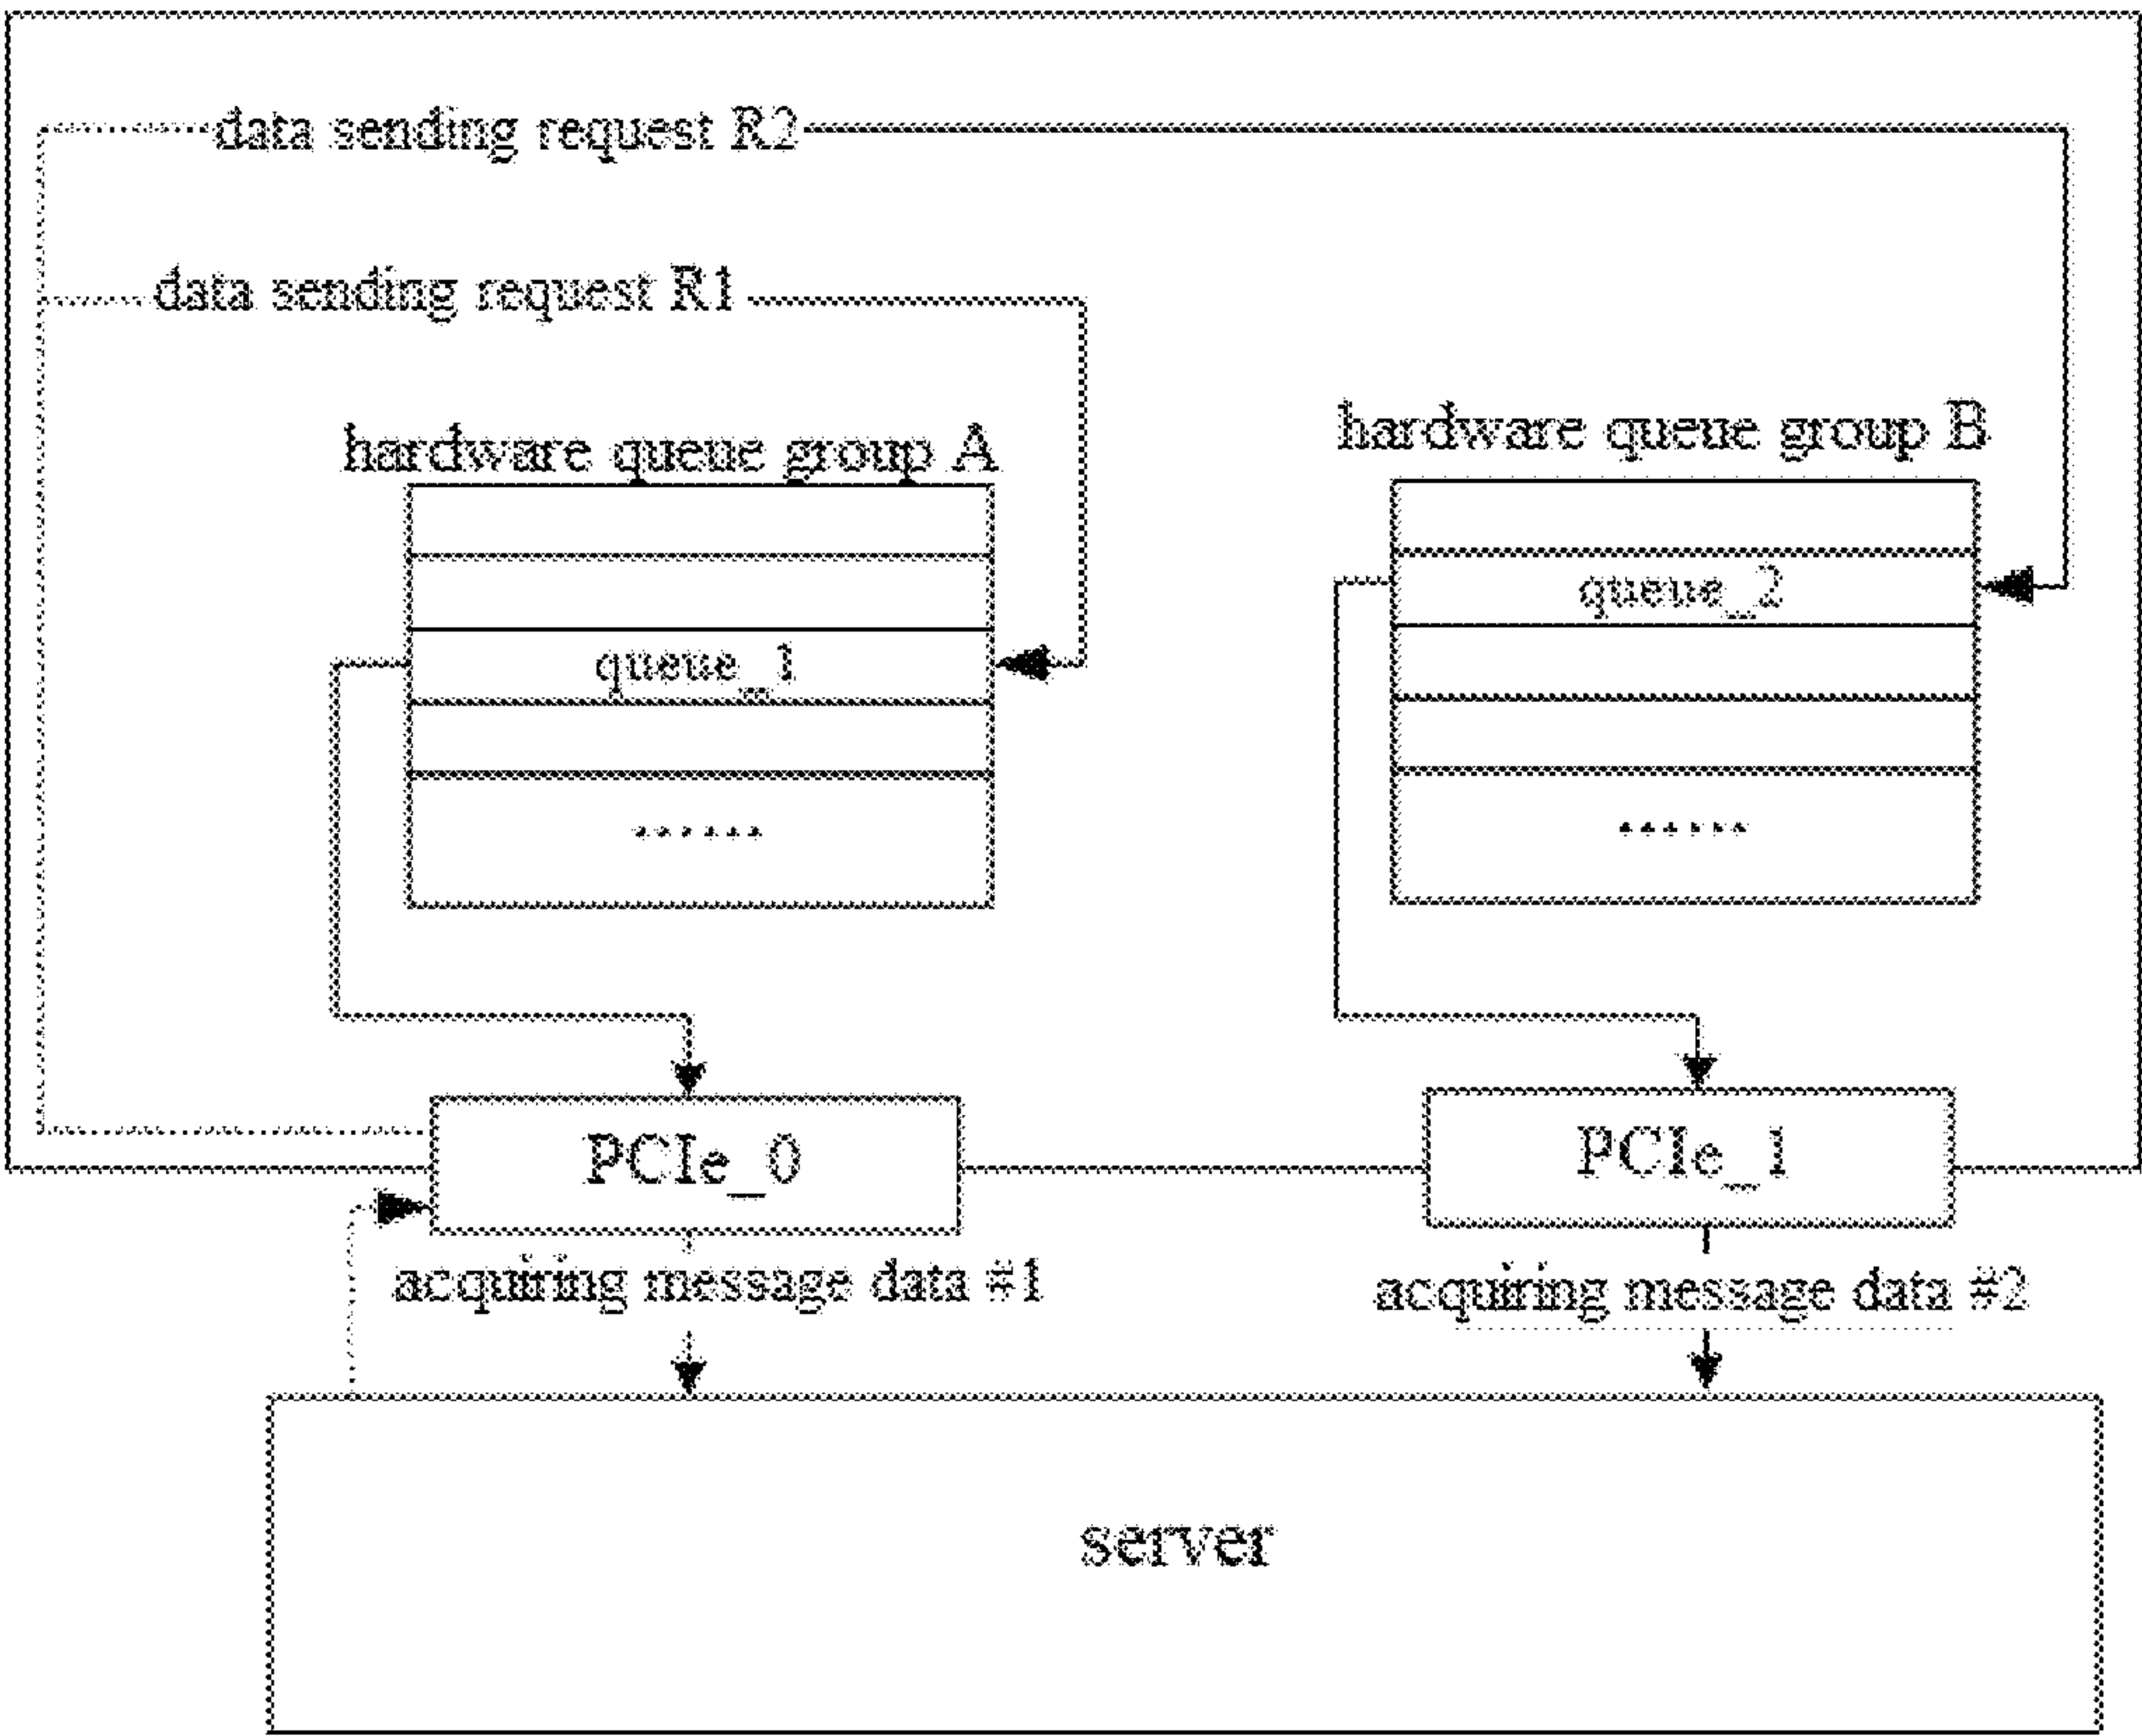 data sending request R2
data sending request R1
hardware queue group A
hardware queue group B
queue_1
queue_2
......
......
PCIe_0
PCIe_1
acquiring message data #1
acquiring message data #2
server